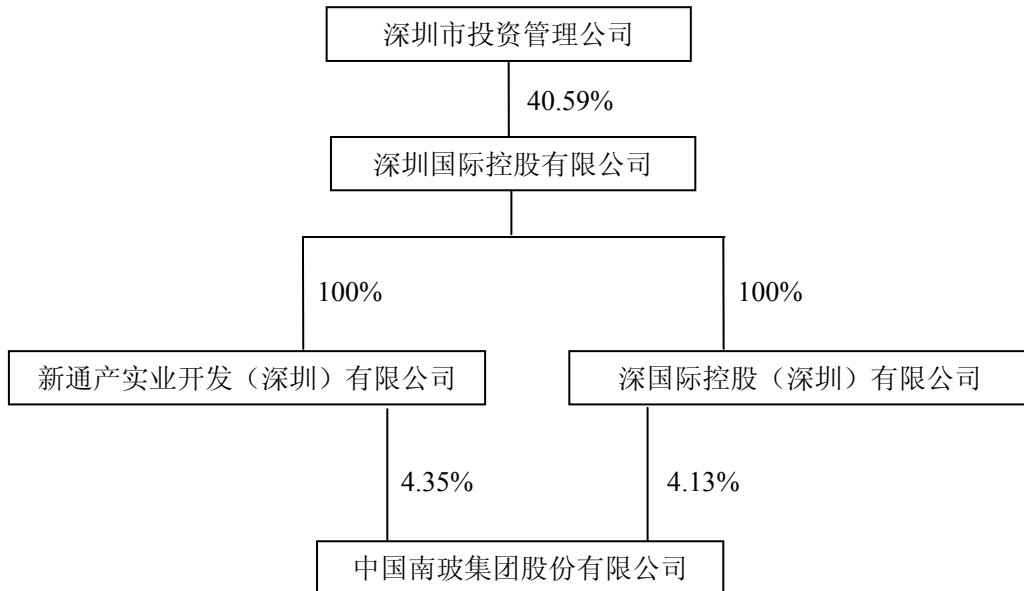 深圳市投资管理公司
40.59%
深圳国际控股有限公司
100%
100%
新通产实业开发（深圳）有限公司
深国际控股（深圳）有限公司
4.35%
4.13%
中国南玻集团股份有限公司